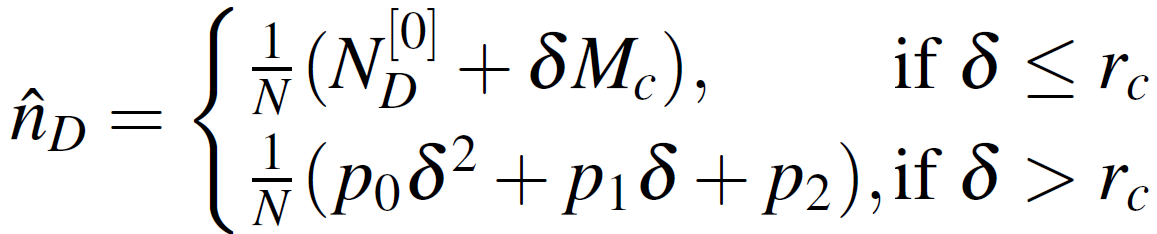 n̂_D = { 1/N (N_D^[0] + δM_c), if δ ≤ r_c
1/N (p_0δ^2 + p_1δ + p_2), if δ > r_c